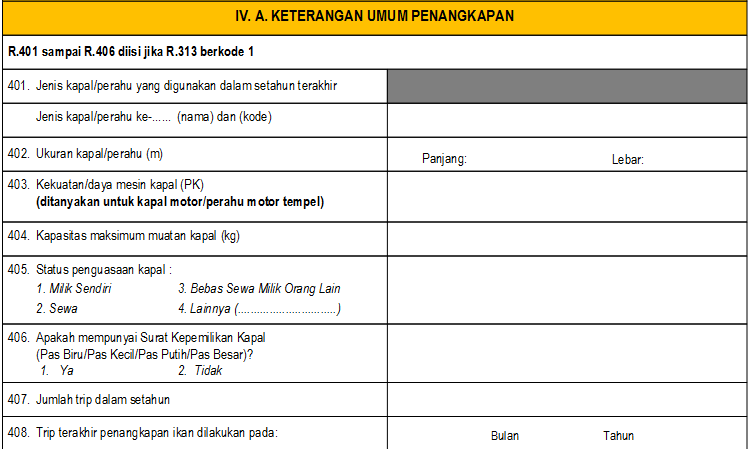 IV. A. KETERANGAN UMUM PENANGKAPAN
R.401 sampai R.406 diisi jika R.313 berkode 1
401. Jenis kapal/perahu yang digunakan dalam setahun terakhir
Jenis kapal/perahu ke-...... (nama) dan (kode)
402. Ukuran kapal/perahu (m) Panjang: Lebar:
403. Kekuatan/daya mesin kapal (PK)
(ditanyakan untuk kapal motor/perahu motor tempel)
404. Kapasitas maksimum muatan kapal (kg)
405. Status penguasaan kapal :
1. Milik Sendiri 3. Bebas Sewa Milik Orang Lain
2. Sewa 4. Lainnya (...............................)
406. Apakah mempunyai Surat Kepemilikan Kapal
(Pas Biru/Pas Kecil/Pas Putih/Pas Besar)?
1. Ya 2. Tidak
407. Jumlah trip dalam setahun
408. Trip terakhir penangkapan ikan dilakukan pada: Bulan Tahun